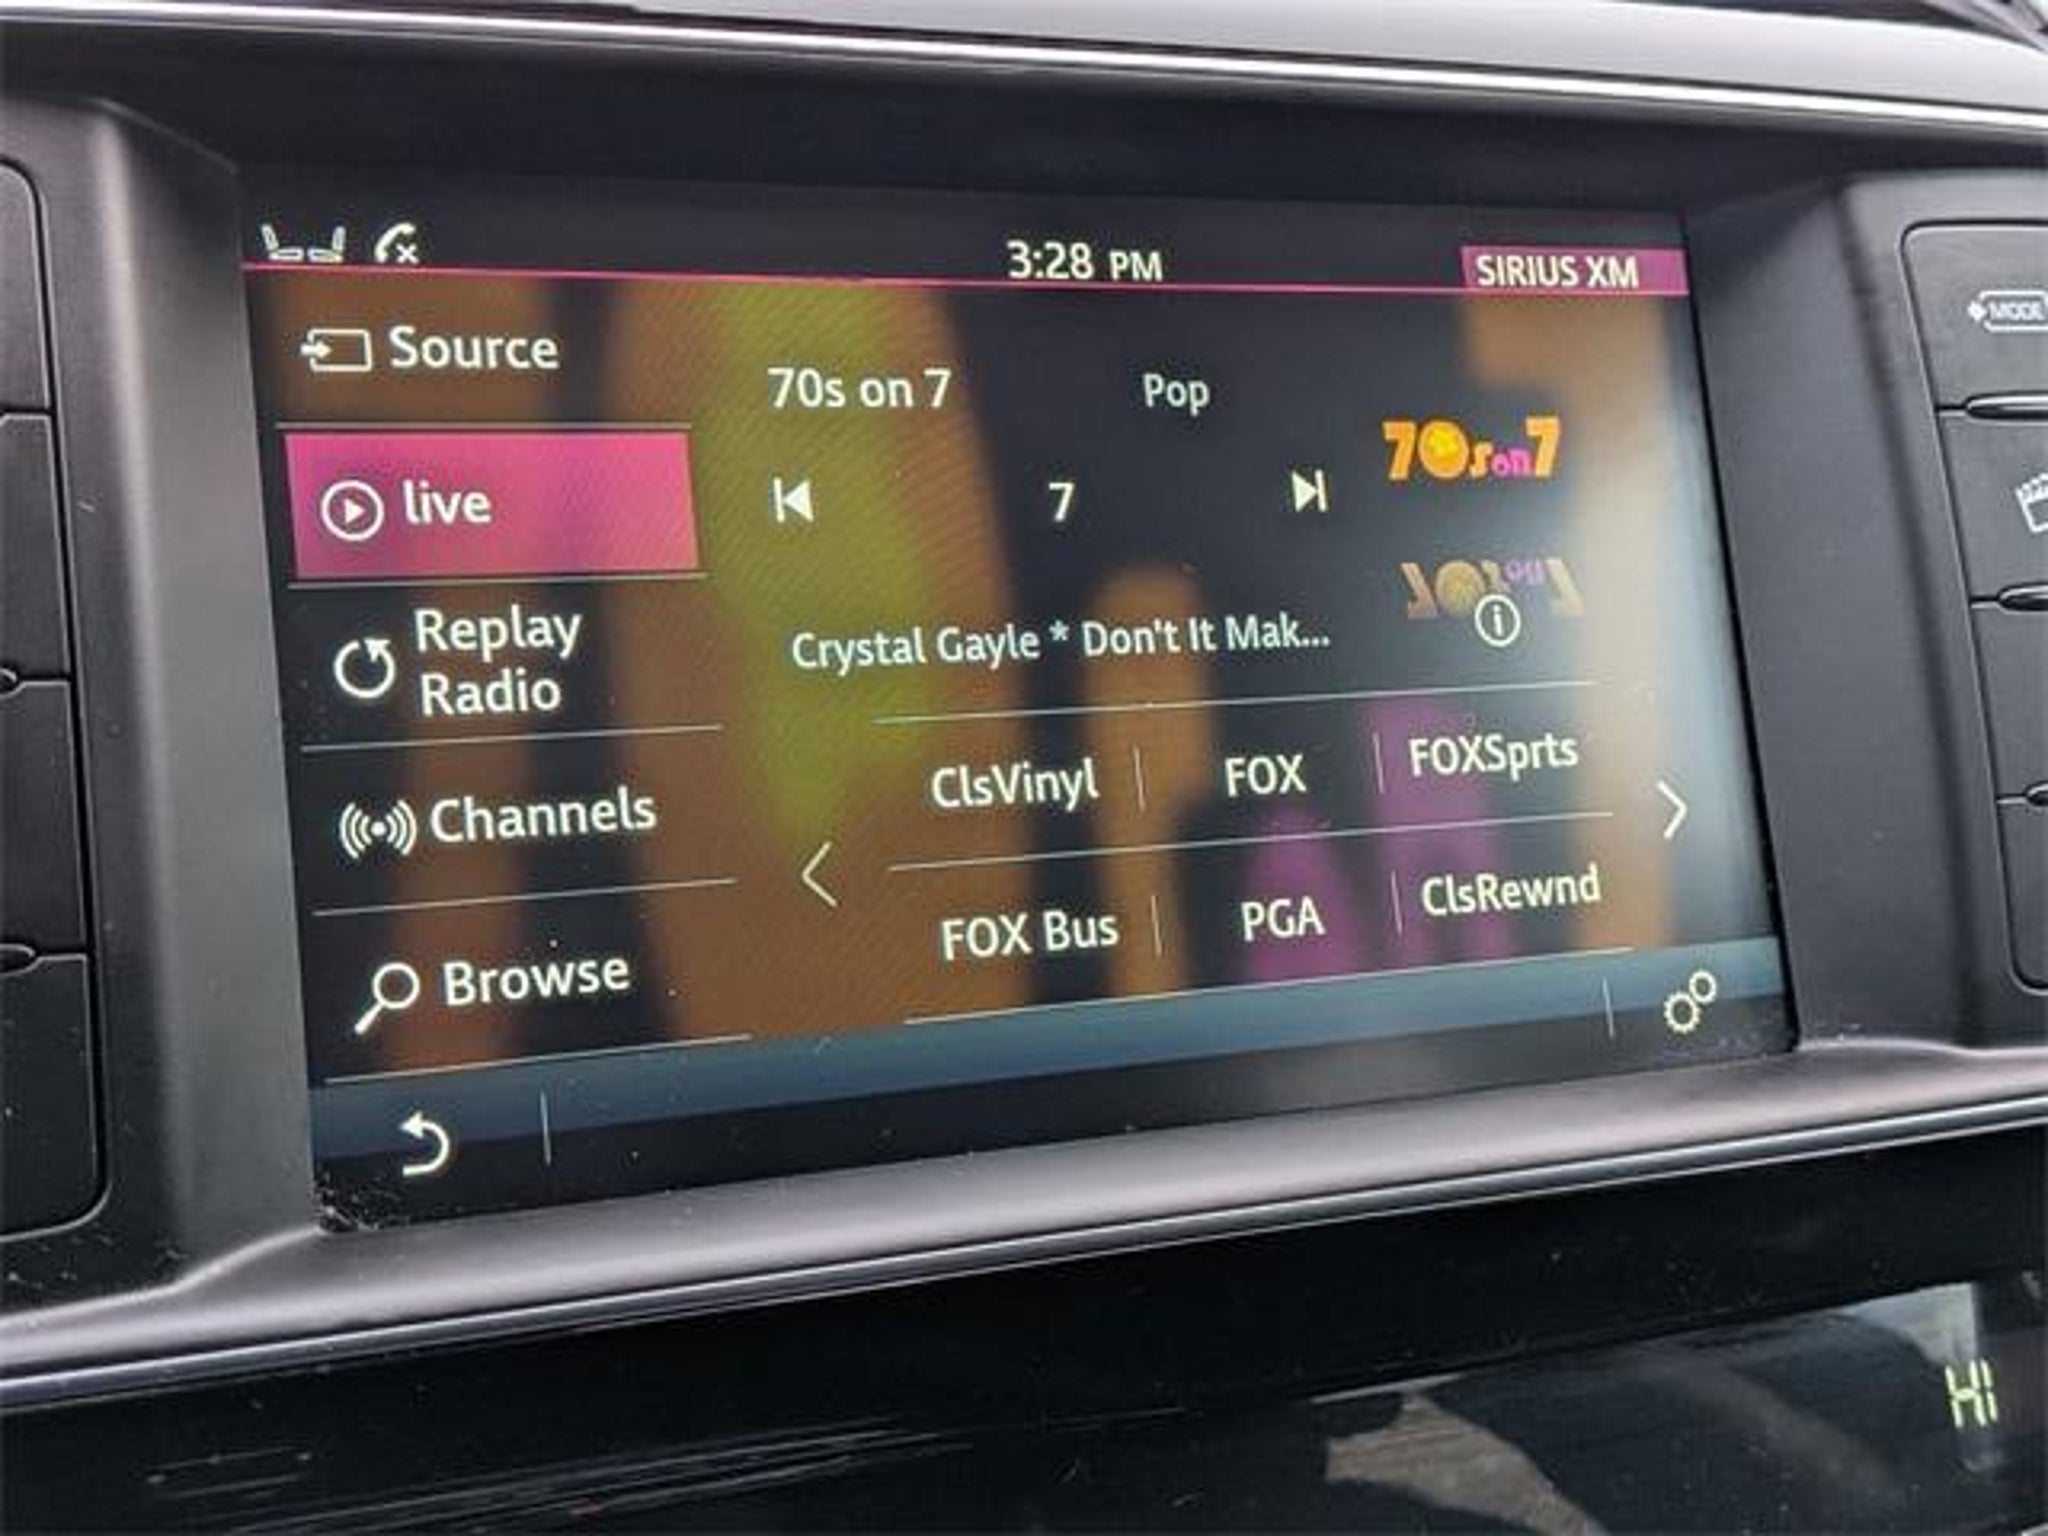 3:28 PM
SIRIUS XM
Source
live
Replay
Radio
Channels
Browse
70s on 7
Pop
7
70s on 7
Crystal Gayle * Don't It Mak...
ClsVinyl
FOX
FOXSprts
FOX Bus
PGA
ClsRewnd
MODE
HI